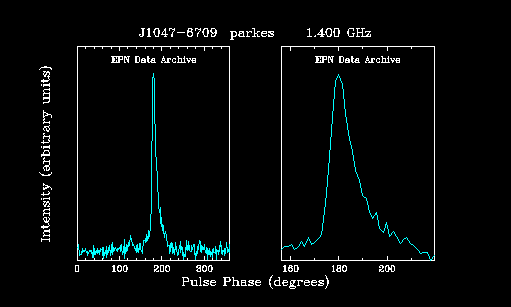 J1047-6709 parkes 1.400 GHz
EPN Data Archive EPN Data Archive
Intensity (arbitrary units)
0 100 200 300 160 180 200
Pulse Phase (degrees)